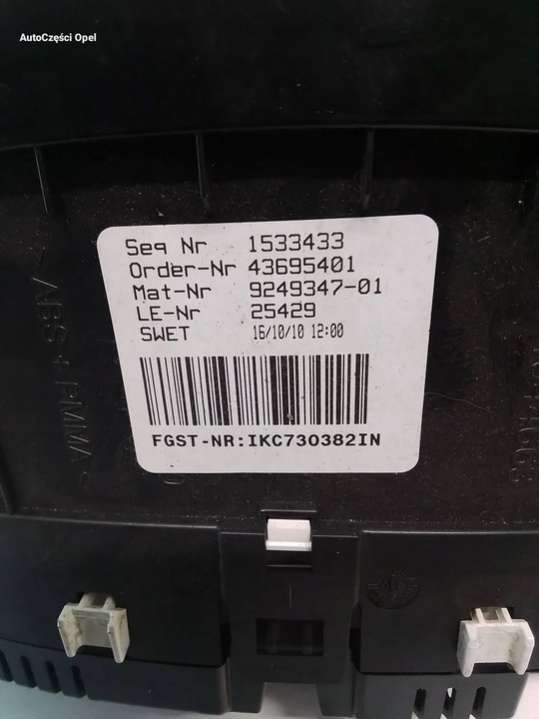 AutoCzęści Opel
Seq Nr 1533433
Order-Nr 43695401
Mat-Nr 9249347-01
LE-Nr 25429
SWET 16/10/10 12:00
FGST-NR:IKC730382IN
ABS+PMMA